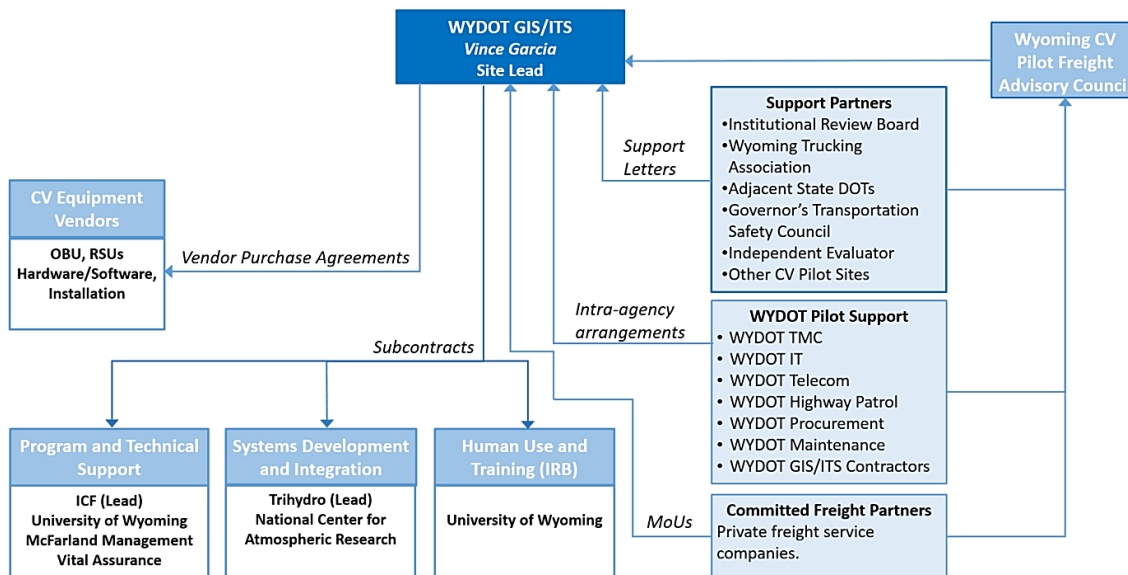 WYDOT GIS/ITS
Vince Garcia
Site Lead
Wyoming CV
Pilot Freight
Advisory Counci
Support Partners
•Institutional Review Board
•Wyoming Trucking
Association
•Adjacent State DOTs
•Governor's Transportation
Safety Council
•Independent Evaluator
•Other CV Pilot Sites
Support
Letters
CV Equipment
Vendors
OBU, RSUs
Hardware/Software,
Installation
Vendor Purchase Agreements
Intra-agency
arrangements
WYDOT Pilot Support
• WYDOT TMC
• WYDOT IT
• WYDOT Telecom
• WYDOT Highway Patrol
• WYDOT Procurement
• WYDOT Maintenance
• WYDOT GIS/ITS Contractors
Subcontracts
Program and Technical
Support
ICF (Lead)
University of Wyoming
McFarland Management
Vital Assurance
Systems Development
and Integration
Trihydro (Lead)
National Center for
Atmospheric Research
Human Use and
Training (IRB)
University of Wyoming
MoUs
Committed Freight Partners
Private freight service
companies.